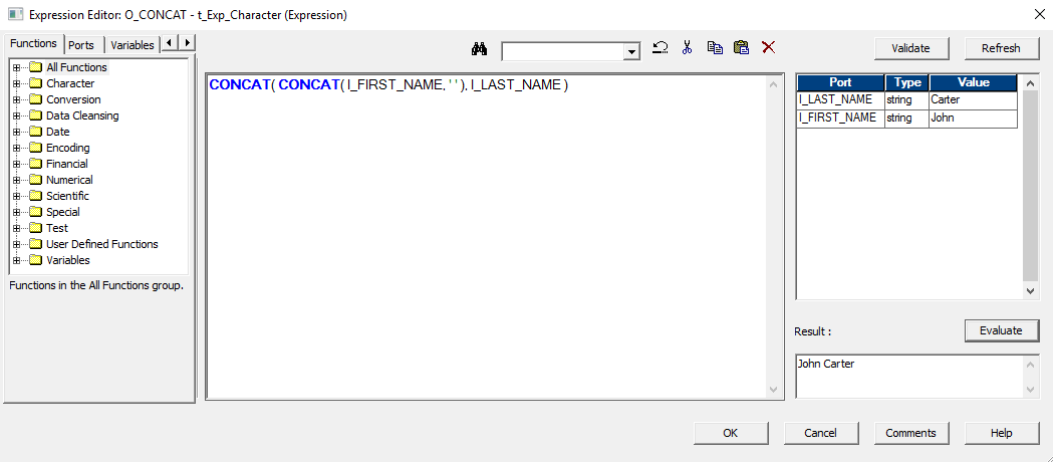 Expression Editor: O_CONCAT - t_Exp_Character (Expression)
Functions Ports Variables
Validate Refresh
All Functions
Character
Conversion
Data Cleansing
Date
Encoding
Financial
Numerical
Scientific
Special
Test
User Defined Functions
Variables
Functions in the All Functions group.
CONCAT( CONCAT( I_FIRST_NAME, ' ' ), I_LAST_NAME )
Port Type Value
I_LAST_NAME string Carter
I_FIRST_NAME string John
Result : Evaluate
John Carter
OK Cancel Comments Help